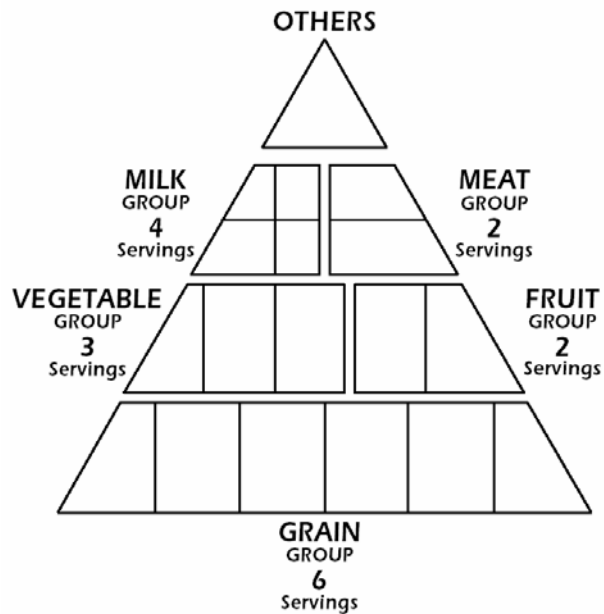 OTHERS
MILK
GROUP
4
Servings
MEAT
GROUP
2
Servings
VEGETABLE
GROUP
3
Servings
FRUIT
GROUP
2
Servings
GRAIN
GROUP
6
Servings